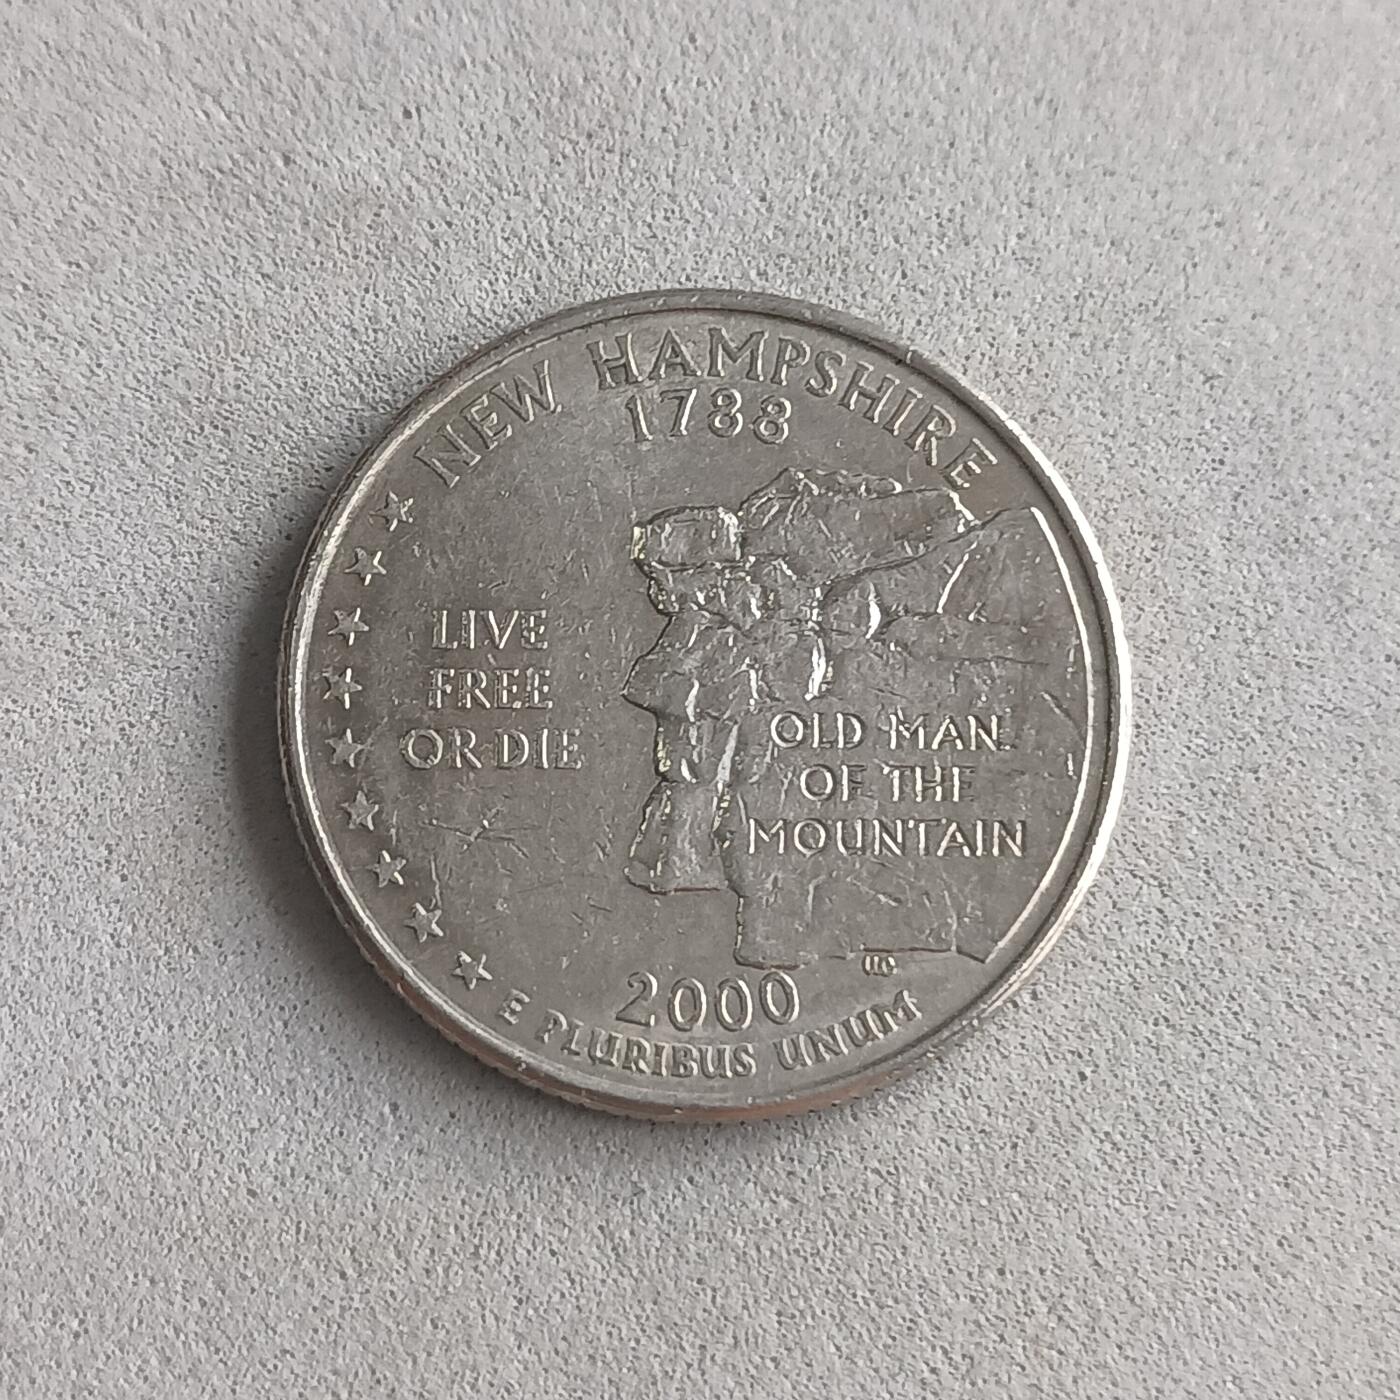 NEW HAMPSHIRE
1788
LIVE
FREE
OR DIE
OLD MAN
OF THE
MOUNTAIN
2000
E PLURIBUS UNUM